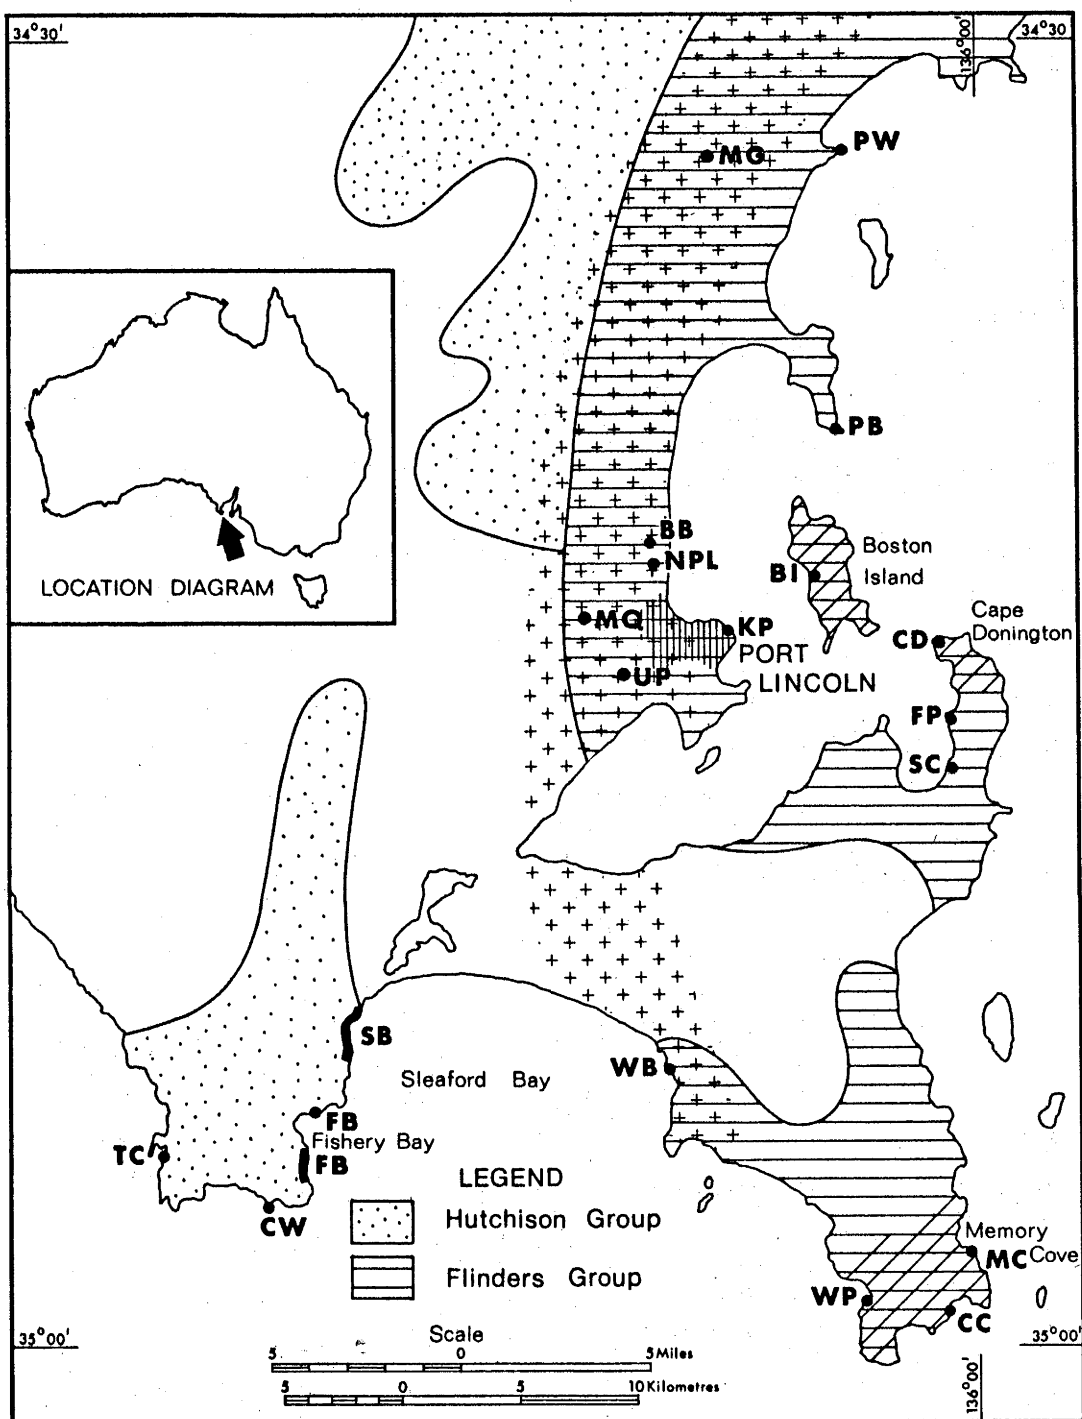 34°30'
136°00'
34°30
MG
PW
PB
BB
NPL
BI
Boston
Island
LOCATION DIAGRAM
MQ
KP
PORT
LINCOLN
Cape
Donington
CD
UP
FP
SC
SB
WB
Sleaford Bay
FB
Fishery Bay
FB
TC
CW
LEGEND
Hutchison Group
Flinders Group
Memory
Cove
MC
WP
CC
35°00'
Scale
5 0 5 Miles
5 0 5 10 Kilometres
35°00'
136°00'